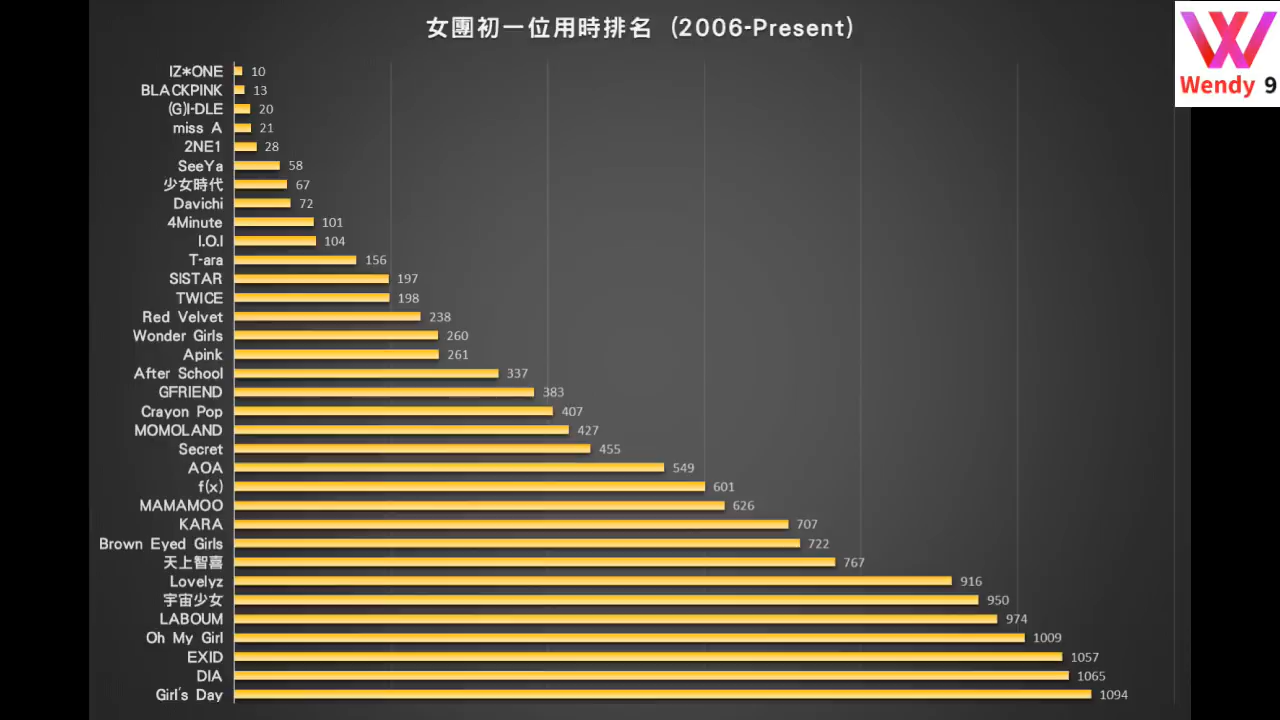 女團初一位用時排名 (2006-Present)
Wendy 9
IZ*ONE 10
BLACKPINK 13
(G)I-DLE 20
miss A 21
2NE1 28
SeeYa 58
少女時代 67
Davichi 72
4Minute 101
I.O.I 104
T-ara 156
SISTAR 197
TWICE 198
Red Velvet 238
Wonder Girls 260
Apink 261
After School 337
GFRIEND 383
Crayon Pop 407
MOMOLAND 427
Secret 455
AOA 549
f(x) 601
MAMAMOO 626
KARA 707
Brown Eyed Girls 722
天上智喜 767
Lovelyz 916
宇宙少女 950
LABOUM 974
Oh My Girl 1009
EXID 1057
DIA 1065
Girl's Day 1094